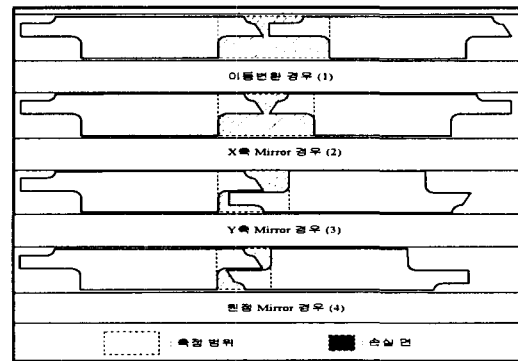 이동변환 경우 (1)
X축 Mirror 경우 (2)
Y축 Mirror 경우 (3)
원점 Mirror 경우 (4)
: 측정 범위 : 손실 면